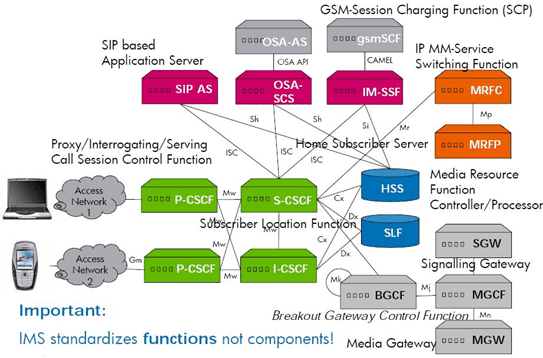 GSM-Session Charging Function (SCP)
SIP based
Application Server
OSA-AS
gsmSCF
IP MM-Service
Switching Function
OSA API
CAMEL
SIP AS
OSA-
SCS
IM-SSF
MRFC
Sh
Sh
Si
Mr
Mp
ISC
ISC
ISC
Home Subscriber Server
MRFP
Proxy/Interrogating/Serving
Call Session Control Function
Access
Network
1
P-CSCF
Mw
S-CSCF
Cx
HSS
Media Resource
Function
Controller/Processor
Subscriber Location Function
Dx
Mw
Mw
Mw
Cx
SLF
SGW
Access
Network
2
Gm
P-CSCF
Mw
I-CSCF
Dx
Signalling Gateway
Mk
BGCF
Mj
MGCF
Important:
Breakout Gateway Control Function
Mn
IMS standardizes functions not components!
Media Gateway
MGW